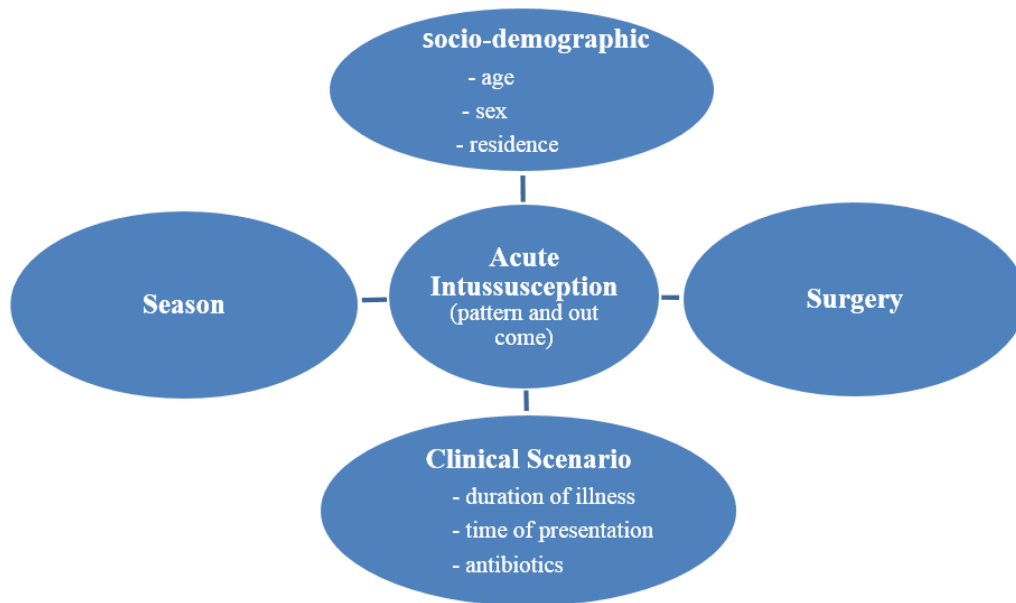 Socio-demographic
- age
- sex
- residence
Season
Acute
Intussusception
(pattern and out
come)
Surgery
Clinical Scenario
- duration of illness
- time of presentation
- antibiotics